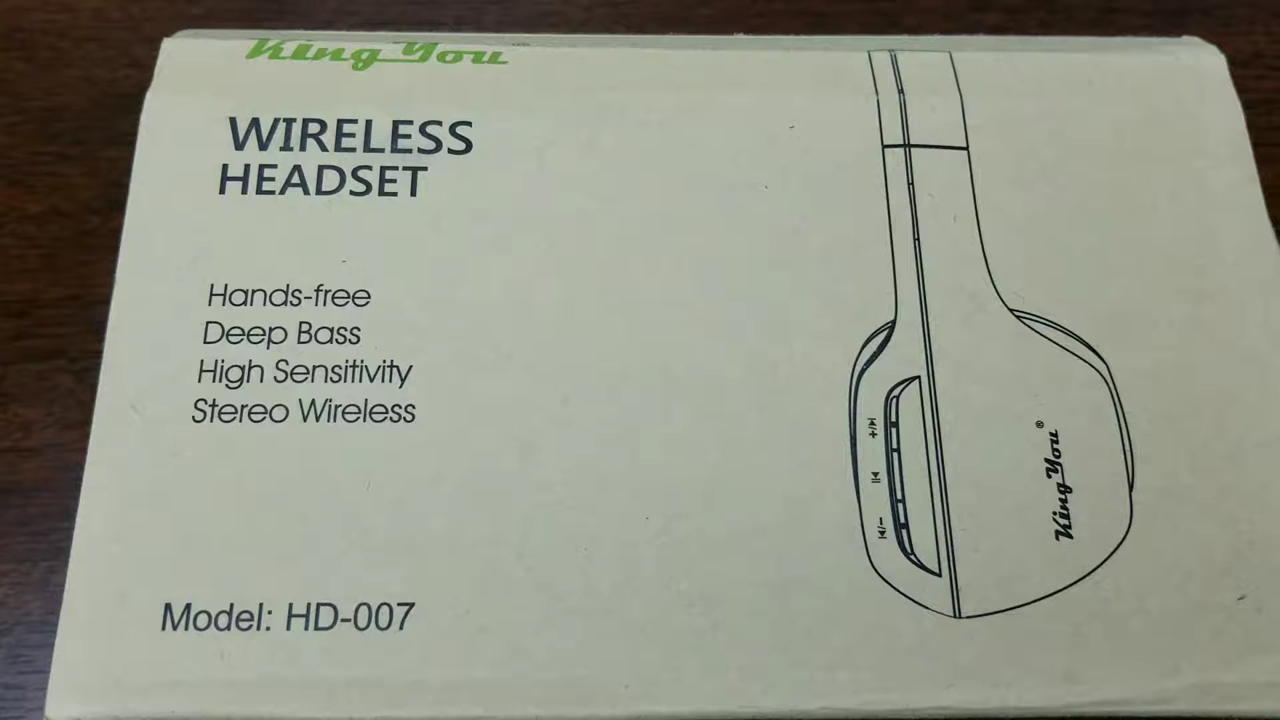 King You
WIRELESS
HEADSET
Hands-free
Deep Bass
High Sensitivity
Stereo Wireless
Model: HD-007
+/
/-
King You®